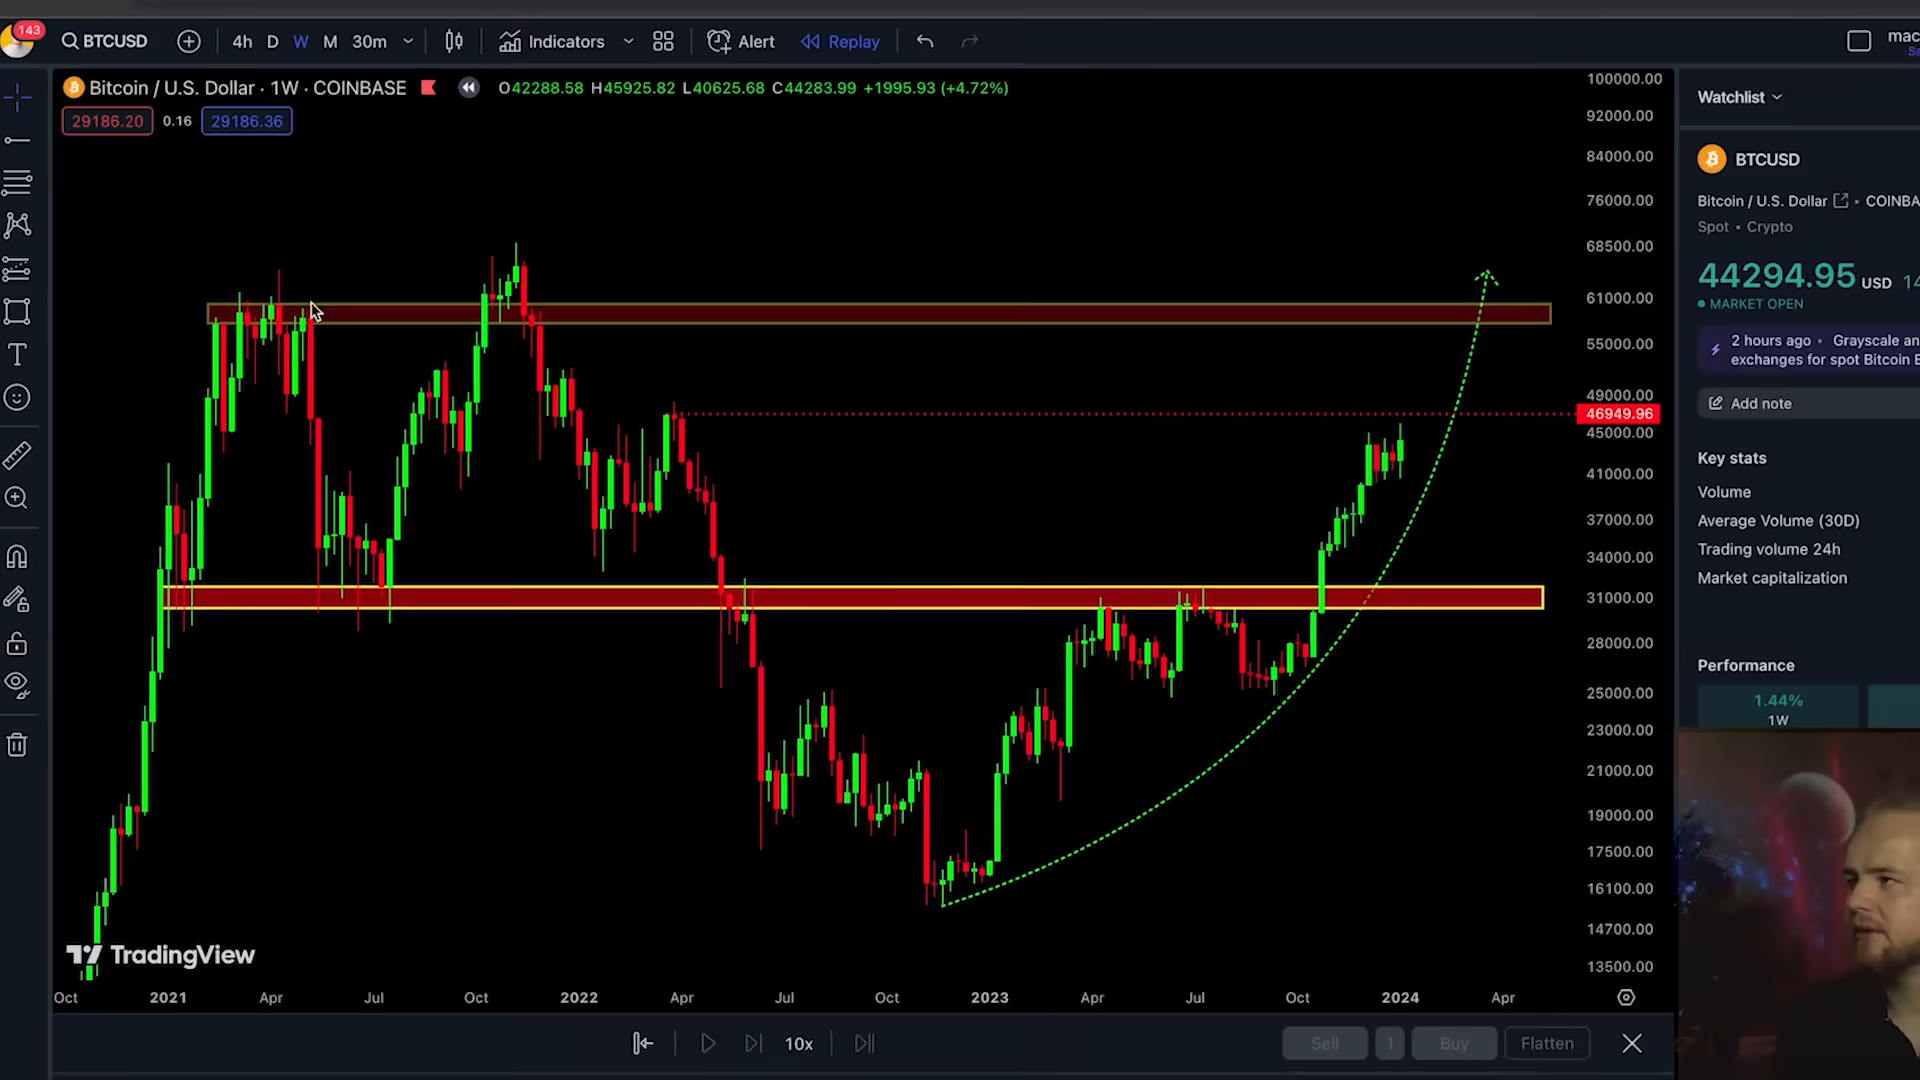 143
BTCUSD
4h D W M 30m
Indicators
Alert
Replay
mac
Bitcoin / U.S. Dollar · 1W · COINBASE
O42288.58 H45925.82 L40625.68 C44283.99 +1995.93 (+4.72%)
29186.20 0.16 29186.36
100000.00
92000.00
84000.00
76000.00
68500.00
61000.00
55000.00
49000.00
46949.96
45000.00
41000.00
37000.00
34000.00
31000.00
28000.00
25000.00
23000.00
21000.00
19000.00
17500.00
16100.00
14700.00
13500.00
TradingView
Oct 2021 Apr Jul Oct 2022 Apr Jul Oct 2023 Apr Jul Oct 2024 Apr
10x
Sell 1 Buy Flatten
Watchlist
BTCUSD
Bitcoin / U.S. Dollar · COINBA
Spot • Crypto
44294.95 USD 14
MARKET OPEN
2 hours ago • Grayscale an
exchanges for spot Bitcoin E
Add note
Key stats
Volume
Average Volume (30D)
Trading volume 24h
Market capitalization
Performance
1.44%
1W